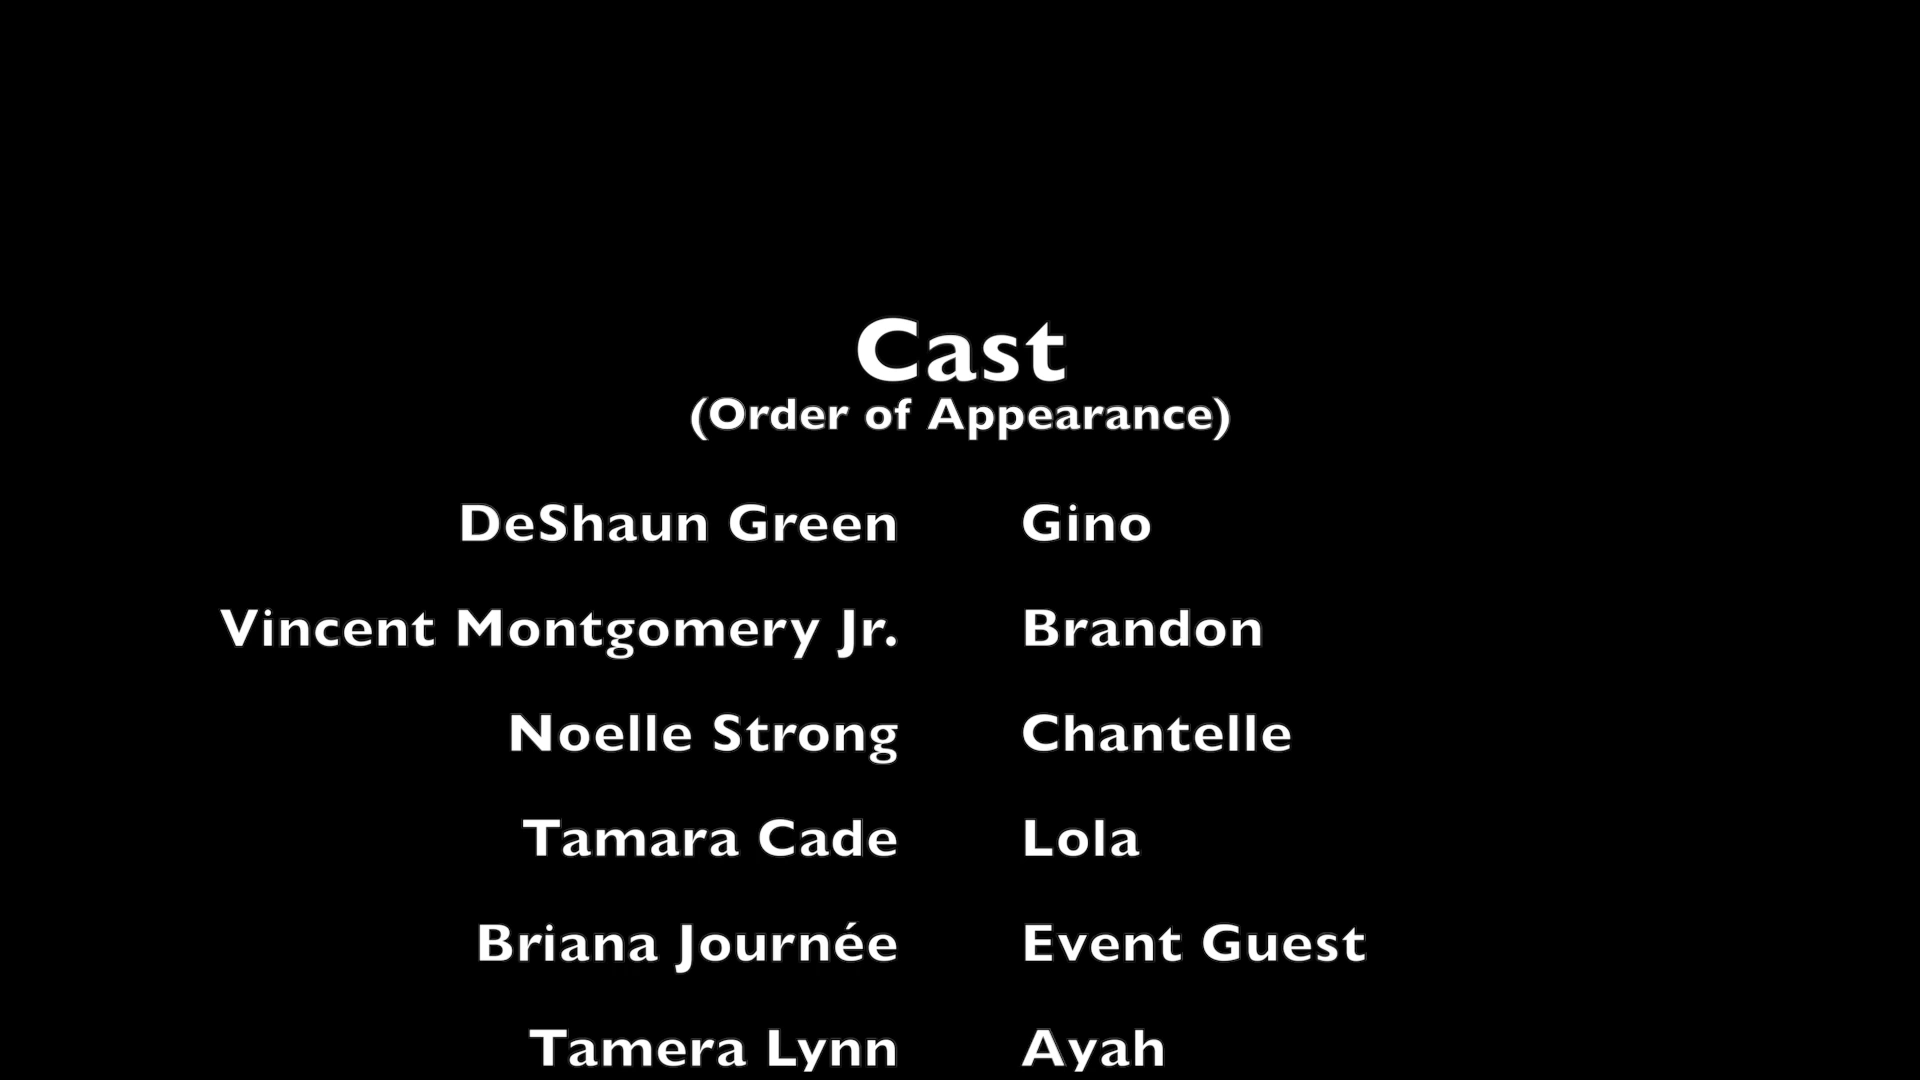 Cast
(Order of Appearance)
DeShaun Green Gino
Vincent Montgomery Jr. Brandon
Noelle Strong Chantelle
Tamara Cade Lola
Briana Journée Event Guest
Tamera Lynn Ayah